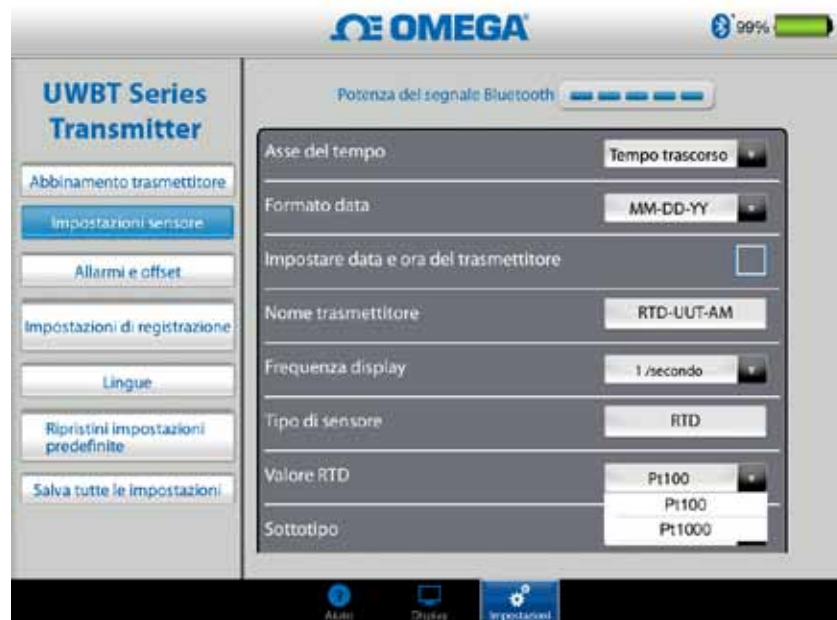 OMEGA
99%
UWBT Series
Transmitter
Abbinamento trasmettitore
Impostazioni sensore
Allarmi e offset
Impostazioni di registrazione
Lingue
Ripristini impostazioni
predefinite
Salva tutte le impostazioni
Potenza del segnale Bluetooth
Asse del tempo
Tempo trascorso
Formato data
MM-DD-YY
Impostare data e ora del trasmettitore
Nome trasmettitore
RTD-UUT-AM
Frequenza display
1 /secondo
Tipo di sensore
RTD
Valore RTD
Pt100
Pt100
Pt1000
Sottotipo
Aiuto
Display
Impostazioni